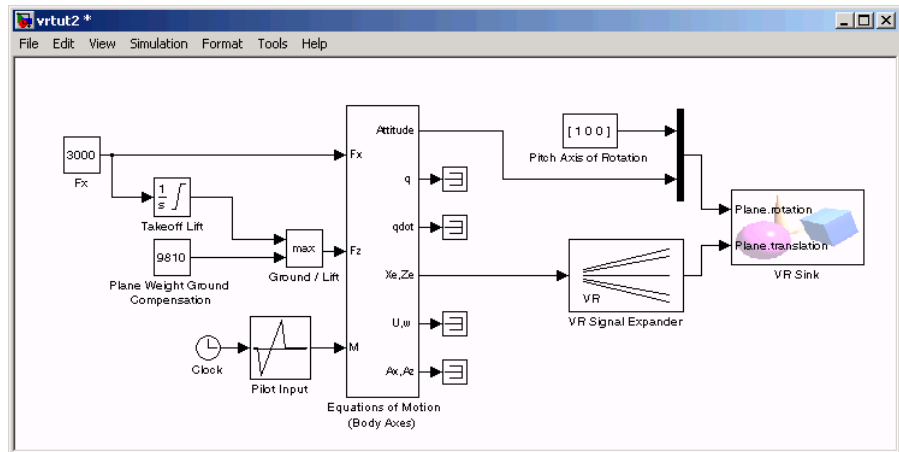 vrtut2 *
File Edit View Simulation Format Tools Help
Attitude
[1 0 0]
3000
Fx
Pitch Axis of Rotation
Fx
q
1
s
Plane.rotation
Takeoff Lift
qdot
max
Fz
Plane.translation
9810
Ground / Lift
Xe,Ze
VR Sink
Plane Weight Ground
Compensation
VR
VR Signal Expander
U,w
M
Clock
Ax,Az
Pilot Input
Equations of Motion
(Body Axes)